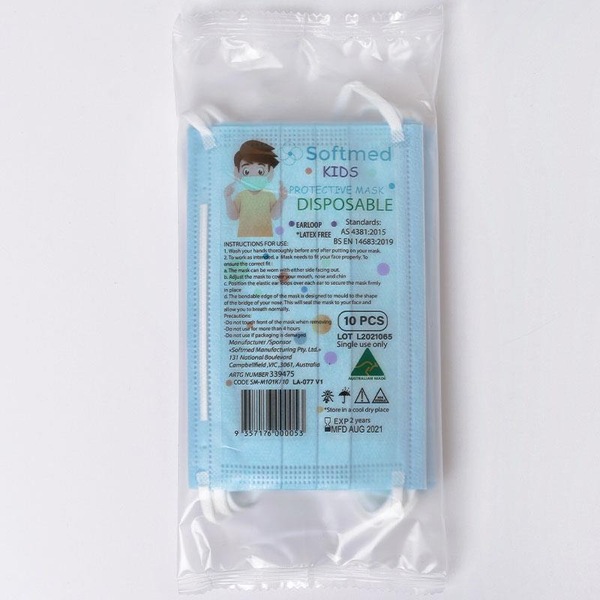 Softmed
KIDS
PROTECTIVE MASK
DISPOSABLE
EARLOOP
*LATEX FREE
Standards:
AS 4381:2015
BS EN 14683:2019
INSTRUCTIONS FOR USE:
1. Wash your hands thoroughly before and after putting on your mask.
2. To work as intended, a Mask needs to fit your face properly. To
ensure the correct fit :
a. The mask can be worn with either side facing out.
b. Adjust the mask to cover your mouth, nose and chin
c. Position the elastic ear loops over each ear to secure the mask firmly
in place
d. The bendable edge of the mask is designed to mould to the shape
of the bridge of your nose. This will seal the mask to your face and
allow you to breath normally.
Precautions:
-Do not touch front of the mask when removing
-Do not use for more than 4 hours
-Do not use if packaging is damaged
Manufacturer /Sponsor
<Softmed Manufacturing Pty. Ltd.>
131 National Boulevard
Campbellfield ,VIC ,3061, Australia
ARTG NUMBER 339475
CODE SM-M101K/10 LA-077 V1
9 357176 000053
10 PCS
LOT L2021065
Single use only
AUSTRALIAN MADE
*Store in a cool dry place
EXP 2 years
MFD AUG 2021